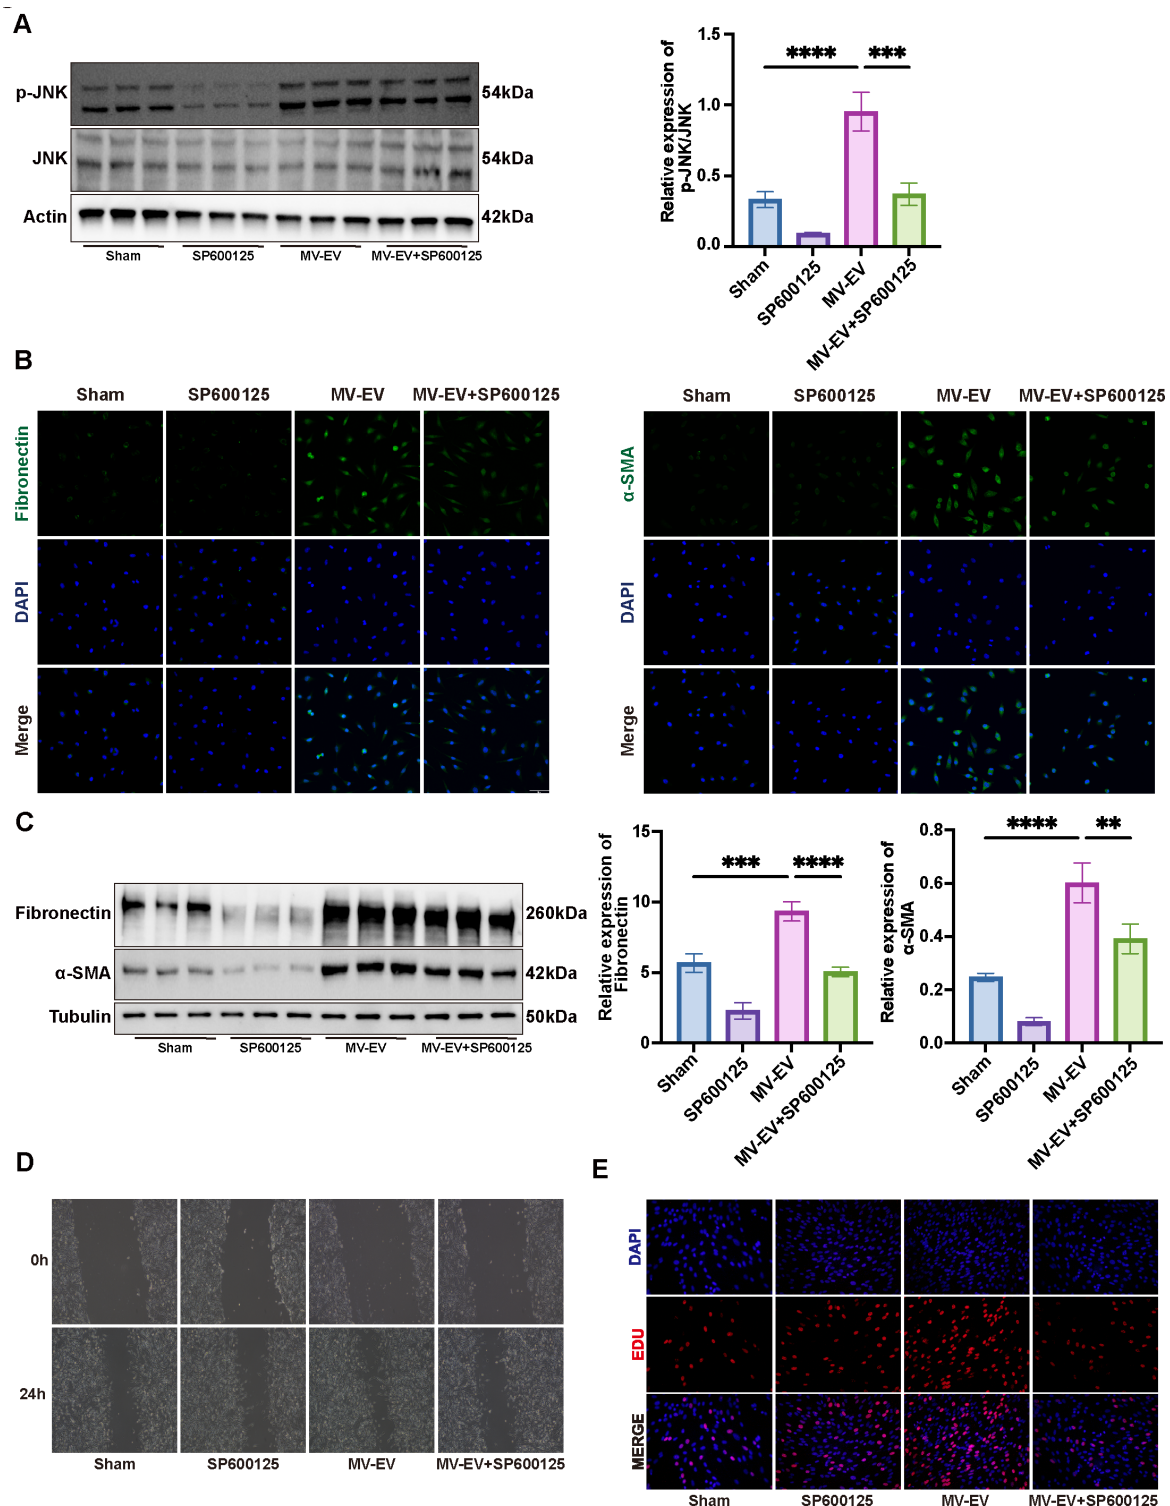 A
p-JNK
54kDa
JNK
54kDa
Actin
42kDa
Sham SP600125 MV-EV MV-EV+SP600125
Relative expression of
p-JNK/JNK
1.5
1.0
0.5
0.0
**** ***
Sham
SP600125
MV-EV
MV-EV+SP600125
B
Sham SP600125 MV-EV MV-EV+SP600125
Fibronectin
DAPI
Merge
Sham SP600125 MV-EV MV-EV+SP600125
α-SMA
DAPI
Merge
C
Fibronectin
260kDa
α-SMA
42kDa
Tubulin
50kDa
Sham SP600125 MV-EV MV-EV+SP600125
Relative expression of
Fibronectin
15
10
5
0
*** ****
Sham
SP600125
MV-EV
MV-EV+SP600125
Relative expression of
α-SMA
0.8
0.6
0.4
0.2
0.0
**** **
Sham
SP600125
MV-EV
MV-EV+SP600125
D
0h
24h
Sham SP600125 MV-EV MV-EV+SP600125
E
DAPI
EDU
MERGE
Sham SP600125 MV-EV MV-EV+SP600125